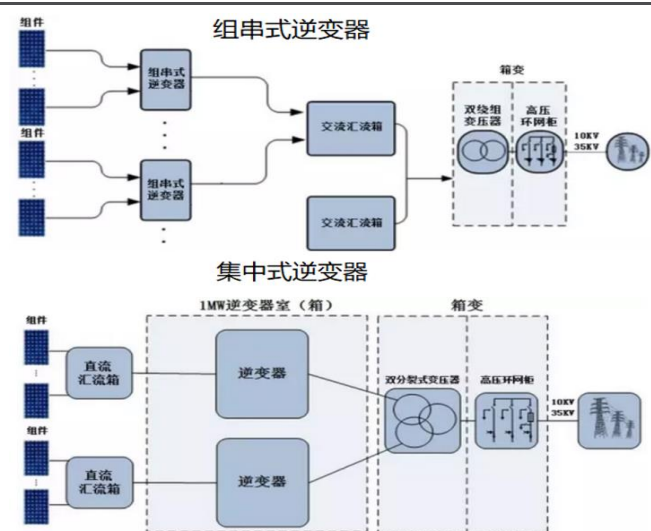 组串式逆变器
组件
组串式
逆变器
组件
组串式
逆变器
交流汇流箱
交流汇流箱
箱变
双绕组
变压器
高压
环网柜
10KV
35KV
集中式逆变器
1MW逆变器室（箱）
箱变
组件
直流
汇流箱
逆变器
双分裂式变压器
高压环网柜
10KV
35KV
组件
直流
汇流箱
逆变器